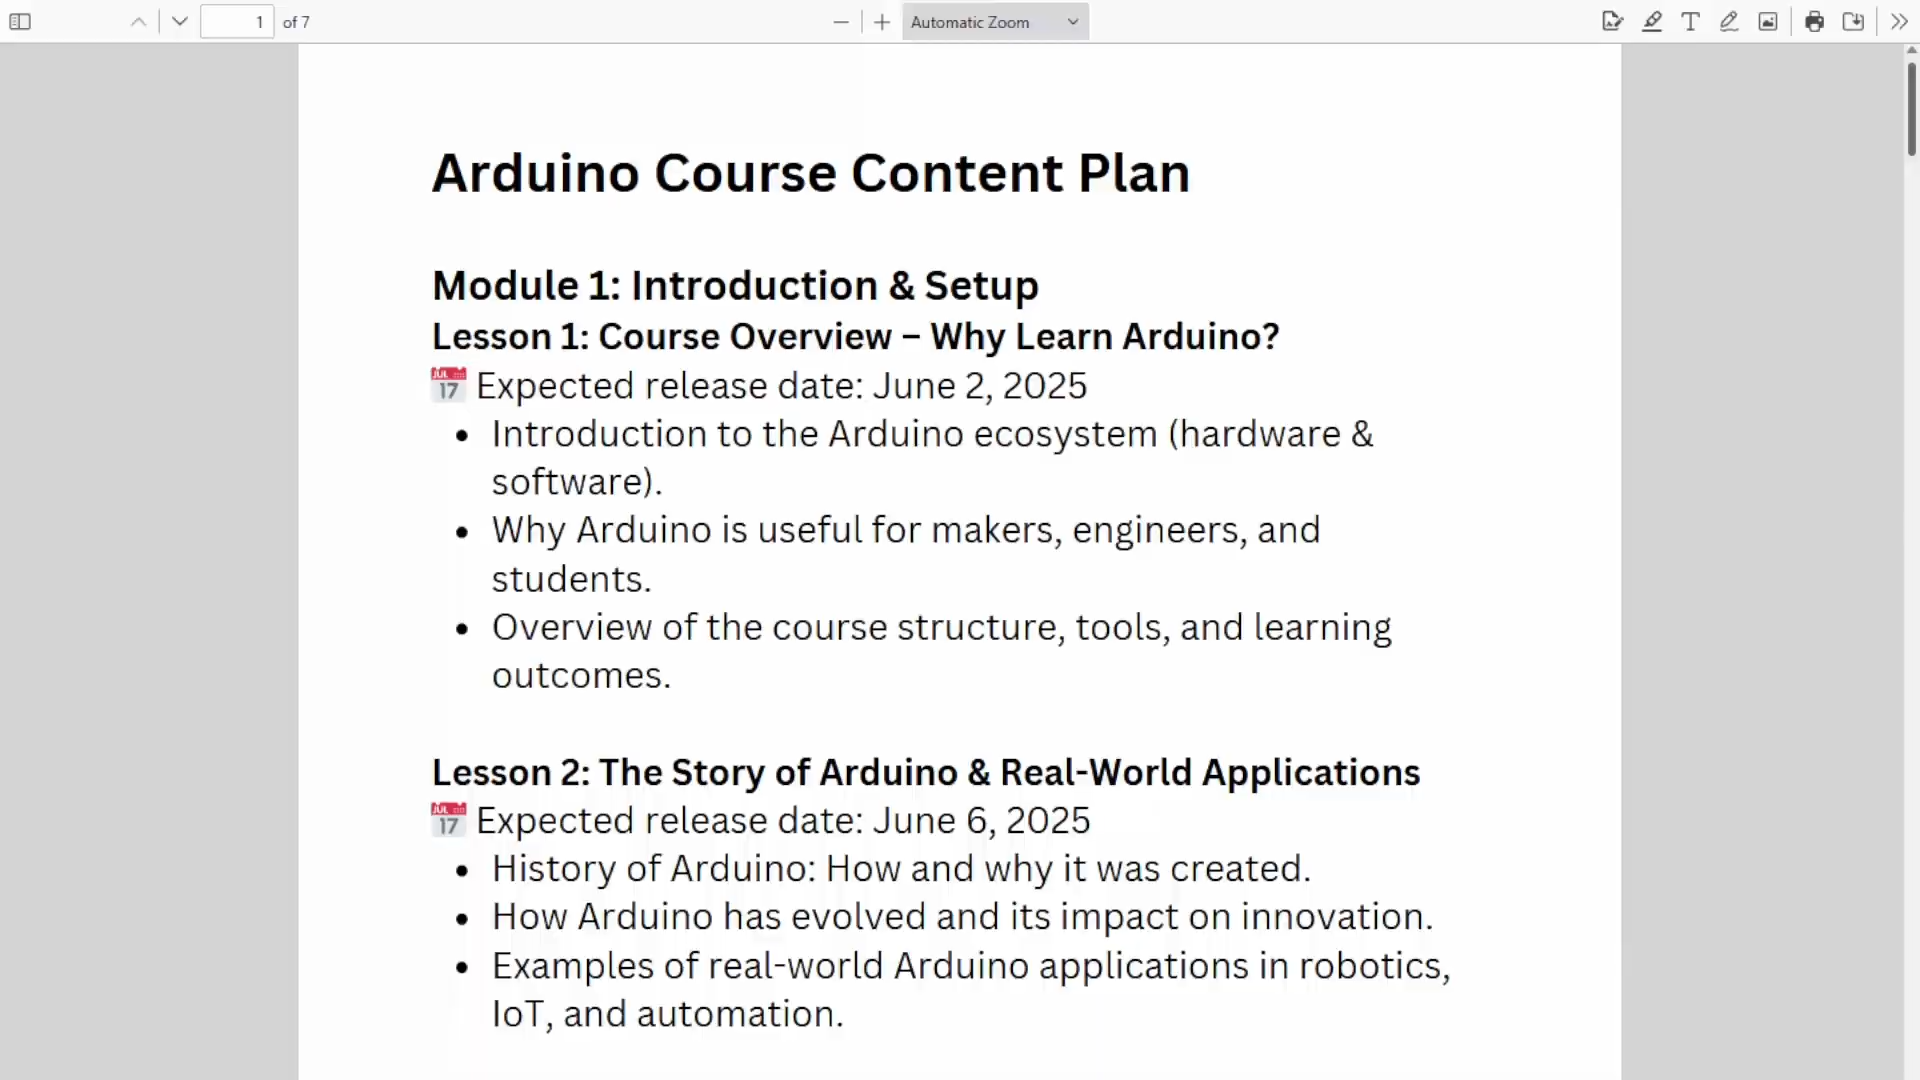 1 of 7 Automatic Zoom
Arduino Course Content Plan
Module 1: Introduction & Setup
Lesson 1: Course Overview – Why Learn Arduino?
JUL 17 Expected release date: June 2, 2025
• Introduction to the Arduino ecosystem (hardware &
software).
• Why Arduino is useful for makers, engineers, and
students.
• Overview of the course structure, tools, and learning
outcomes.
Lesson 2: The Story of Arduino & Real-World Applications
JUL 17 Expected release date: June 6, 2025
• History of Arduino: How and why it was created.
• How Arduino has evolved and its impact on innovation.
• Examples of real-world Arduino applications in robotics,
IoT, and automation.